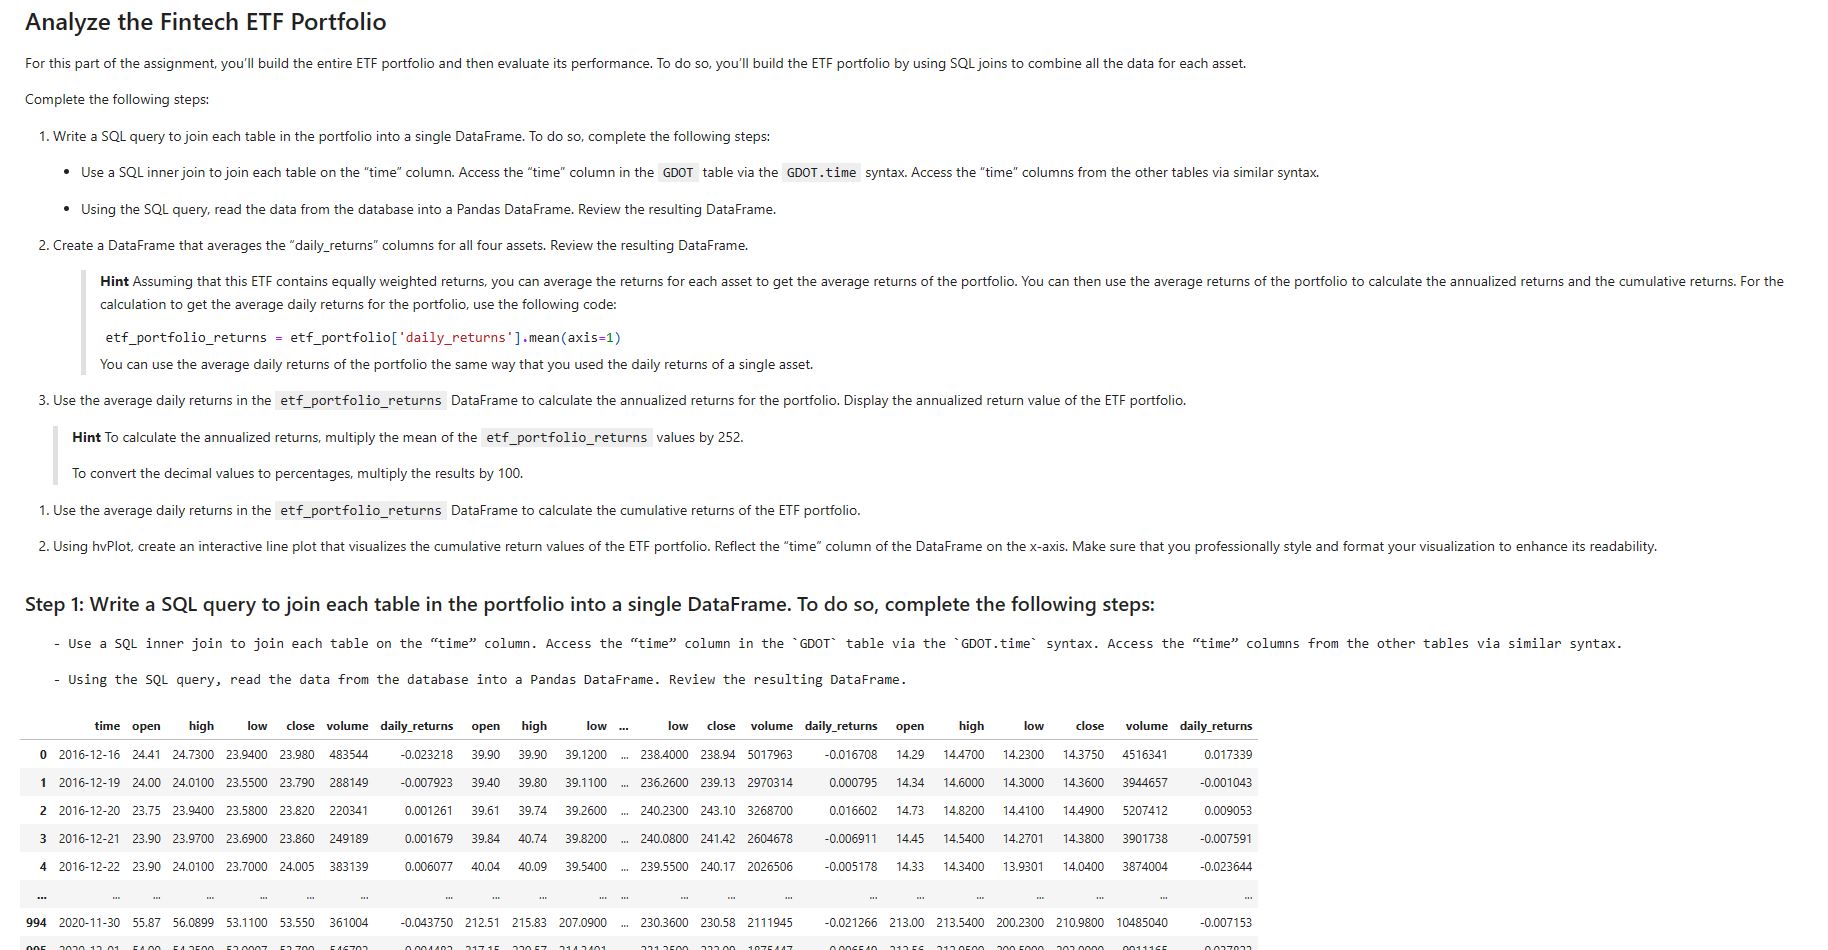 Analyze the Fintech ETF Portfolio
For this part of the assignment, you'll build the entire ETF portfolio and then evaluate its performance. To do so, you'll build the ETF portfolio by using SQL joins to combine all the data for each asset.
Complete the following steps:
1. Write a SQL query to join each table in the portfolio into a single DataFrame. To do so, complete the following steps:
• Use a SQL inner join to join each table on the “time” column. Access the “time” column in the GDOT table via the GDOT.time syntax. Access the “time” columns from the other tables via similar syntax.
• Using the SQL query, read the data from the database into a Pandas DataFrame. Review the resulting DataFrame.
2. Create a DataFrame that averages the “daily_returns” columns for all four assets. Review the resulting DataFrame.
Hint Assuming that this ETF contains equally weighted returns, you can average the returns for each asset to get the average returns of the portfolio. You can then use the average returns of the portfolio to calculate the annualized returns and the cumulative returns. For the
calculation to get the average daily returns for the portfolio, use the following code:
etf_portfolio_returns = etf_portfolio['daily_returns'].mean(axis=1)
You can use the average daily returns of the portfolio the same way that you used the daily returns of a single asset.
3. Use the average daily returns in the etf_portfolio_returns DataFrame to calculate the annualized returns for the portfolio. Display the annualized return value of the ETF portfolio.
Hint To calculate the annualized returns, multiply the mean of the etf_portfolio_returns values by 252.
To convert the decimal values to percentages, multiply the results by 100.
1. Use the average daily returns in the etf_portfolio_returns DataFrame to calculate the cumulative returns of the ETF portfolio.
2. Using hvPlot, create an interactive line plot that visualizes the cumulative return values of the ETF portfolio. Reflect the “time” column of the DataFrame on the x-axis. Make sure that you professionally style and format your visualization to enhance its readability.
Step 1: Write a SQL query to join each table in the portfolio into a single DataFrame. To do so, complete the following steps:
- Use a SQL inner join to join each table on the “time” column. Access the “time” column in the `GDOT` table via the `GDOT.time` syntax. Access the “time” columns from the other tables via similar syntax.
- Using the SQL query, read the data from the database into a Pandas DataFrame. Review the resulting DataFrame.
time open high low close volume daily_returns open high low ... low close volume daily_returns open high low close volume daily_returns
0 2016-12-16 24.41 24.7300 23.9400 23.980 483544 -0.023218 39.90 39.90 39.1200 ... 238.4000 238.94 5017963 -0.016708 14.29 14.4700 14.2300 14.3750 4516341 0.017339
1 2016-12-19 24.00 24.0100 23.5500 23.790 288149 -0.007923 39.40 39.80 39.1100 ... 236.2600 239.13 2970314 0.000795 14.34 14.6000 14.3000 14.3600 3944657 -0.001043
2 2016-12-20 23.75 23.9400 23.5800 23.820 220341 0.001261 39.61 39.74 39.2600 ... 240.2300 243.10 3268700 0.016602 14.73 14.8200 14.4100 14.4900 5207412 0.009053
3 2016-12-21 23.90 23.9700 23.6900 23.860 249189 0.001679 39.84 40.74 39.8200 ... 240.0800 241.42 2604678 -0.006911 14.45 14.5400 14.2701 14.3800 3901738 -0.007591
4 2016-12-22 23.90 24.0100 23.7000 24.005 383139 0.006077 40.04 40.09 39.5400 ... 239.5500 240.17 2026506 -0.005178 14.33 14.3400 13.9301 14.0400 3874004 -0.023644
... ... ... ... ... ... ... ... ... ... ... ... ... ... ... ... ... ... ... ... ... ...
994 2020-11-30 55.87 56.0899 53.1100 53.550 361004 -0.043750 212.51 215.83 207.0900 ... 230.3600 230.58 2111945 -0.021266 213.00 213.5400 200.2300 210.9800 10485040 -0.007153